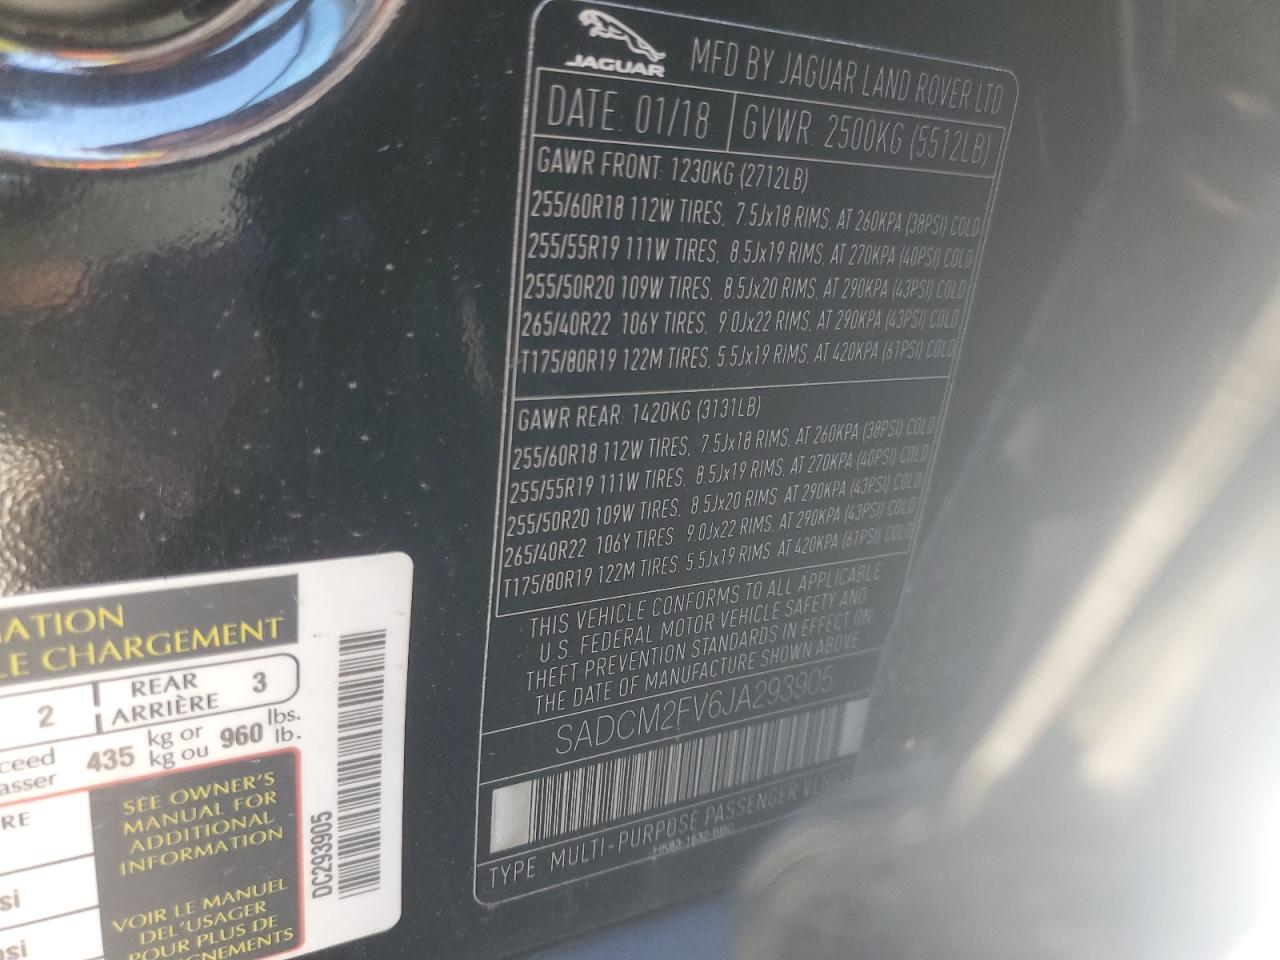 JAGUAR
MFD BY JAGUAR LAND ROVER LTD
DATE: 01/18
GVWR: 2500KG (5512LB)
GAWR FRONT: 1230KG (2712LB)
255/60R18 112W TIRES, 7.5Jx18 RIMS, AT 260KPA (38PSI) COLD
255/55R19 111W TIRES, 8.5Jx19 RIMS, AT 270KPA (40PSI) COLD
255/50R20 109W TIRES, 8.5Jx20 RIMS, AT 290KPA (43PSI) COLD
265/40R22 106Y TIRES, 9.0Jx22 RIMS, AT 290KPA (43PSI) COLD
T175/80R19 122M TIRES, 5.5Jx19 RIMS, AT 420KPA (61PSI) COLD
GAWR REAR: 1420KG (3131LB)
255/60R18 112W TIRES, 7.5Jx18 RIMS, AT 260KPA (38PSI) COLD
255/55R19 111W TIRES, 8.5Jx19 RIMS, AT 270KPA (40PSI) COLD
255/50R20 109W TIRES, 8.5Jx20 RIMS, AT 290KPA (43PSI) COLD
265/40R22 106Y TIRES, 9.0Jx22 RIMS, AT 290KPA (43PSI) COLD
T175/80R19 122M TIRES, 5.5Jx19 RIMS, AT 420KPA (61PSI) COLD
THIS VEHICLE CONFORMS TO ALL APPLICABLE
U.S. FEDERAL MOTOR VEHICLE SAFETY AND
THEFT PREVENTION STANDARDS IN EFFECT ON
THE DATE OF MANUFACTURE SHOWN ABOVE
SADCM2FV6JA293905
TYPE: MULTI-PURPOSE PASSENGER VEHICLE
ATION
LE CHARGEMENT
2
REAR
ARRIÈRE
3
ceed
asser
435
kg or
kg ou
960
lbs.
lb.
RE
SEE OWNER'S
MANUAL FOR
ADDITIONAL
INFORMATION
si
VOIR LE MANUEL
DEL'USAGER
POUR PLUS DE
GNEMENTS
si
DC293905